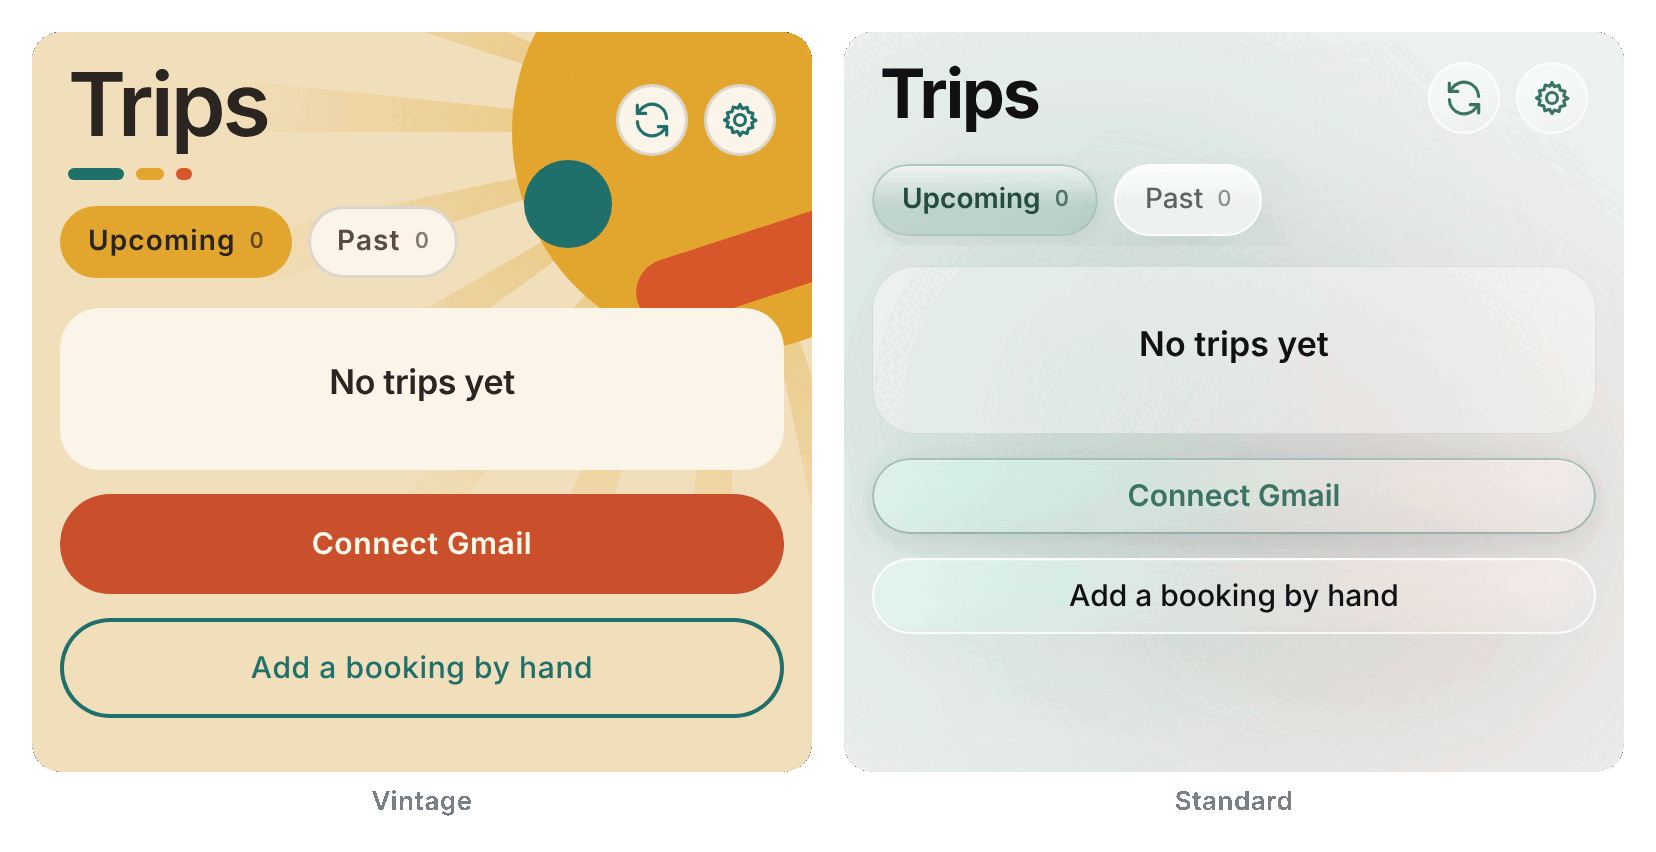 Trips
Upcoming 0 Past 0
No trips yet
Connect Gmail
Add a booking by hand
Vintage
Trips
Upcoming 0 Past 0
No trips yet
Connect Gmail
Add a booking by hand
Standard